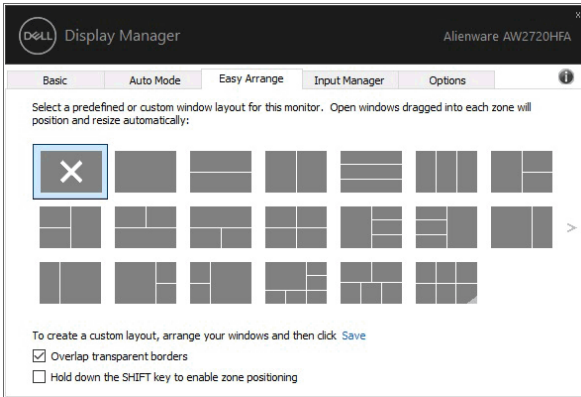 DELL Display Manager
Alienware AW2720HFA
Basic Auto Mode Easy Arrange Input Manager Options
Select a predefined or custom window layout for this monitor. Open windows dragged into each zone will
position and resize automatically:
To create a custom layout, arrange your windows and then click Save
Overlap transparent borders
Hold down the SHIFT key to enable zone positioning